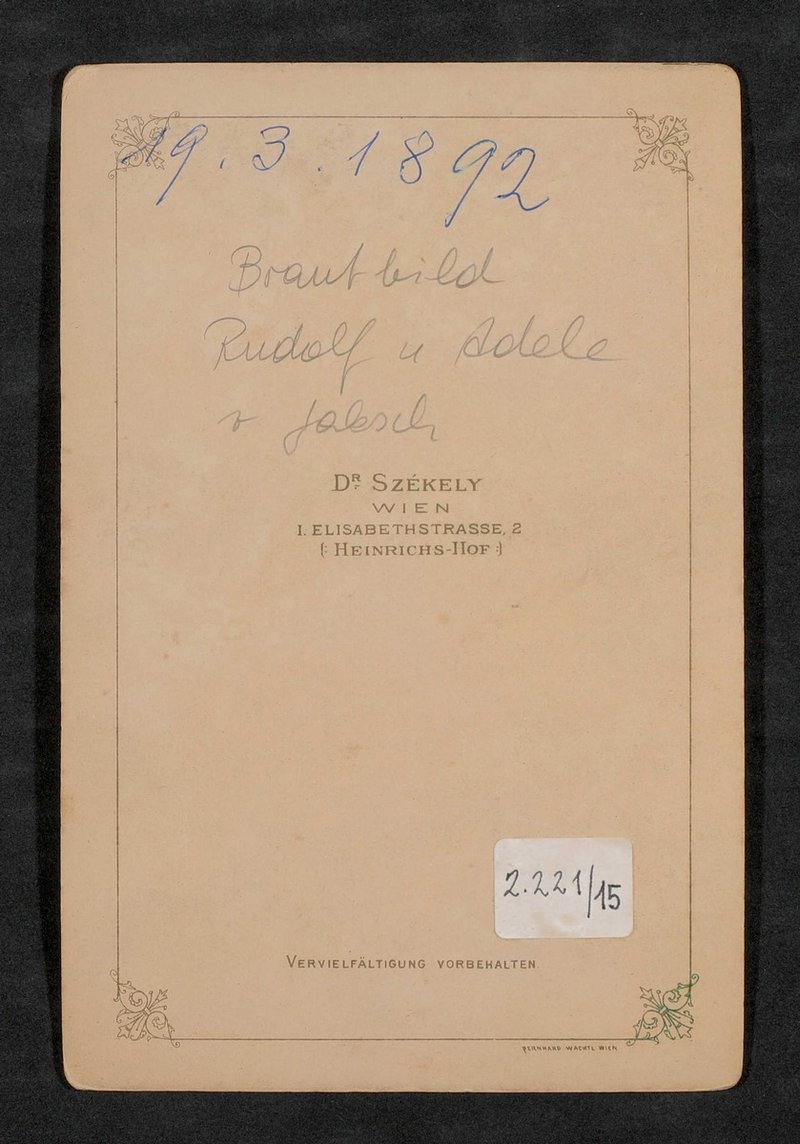 19.3.1892
Brautbild
Rudolf u Adele
v Jaksch
DR. SZÉKELY
WIEN
I. ELISABETHSTRASSE, 2
(: HEINRICHS-HOF :)
2.221/15
VERVIELFÄLTIGUNG VORBEHALTEN.
BERNHARD WACHTL WIEN